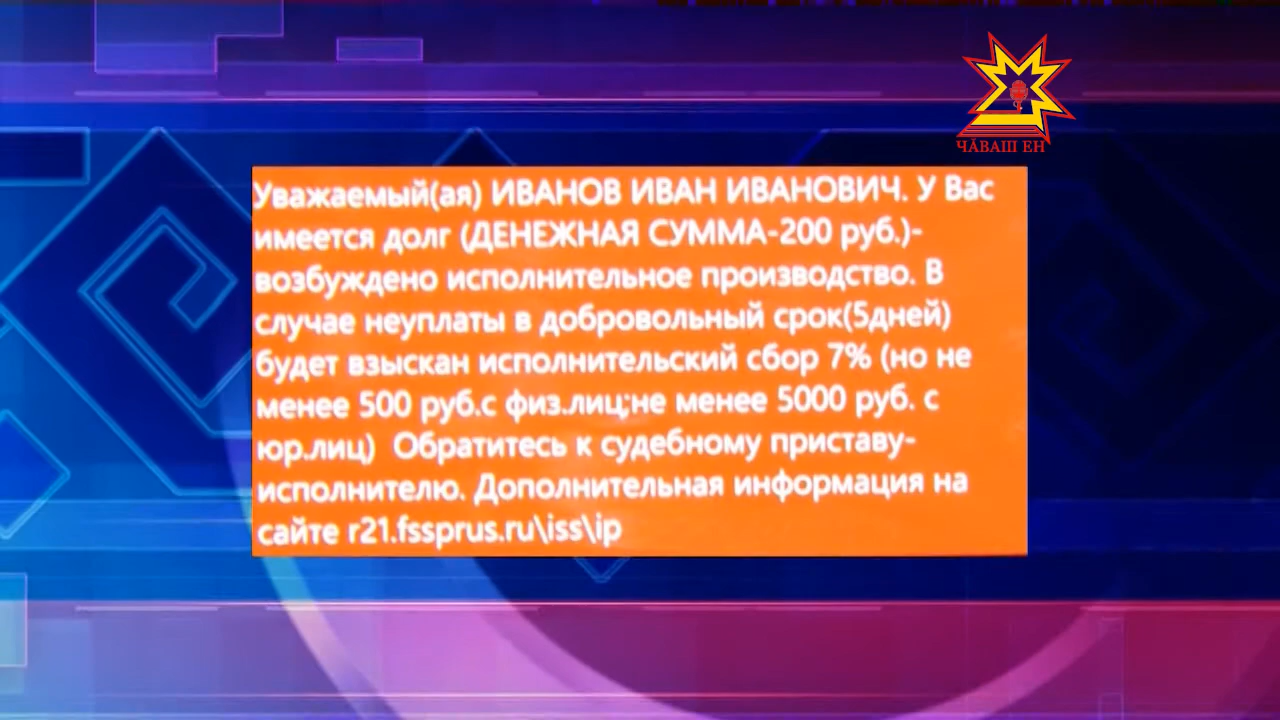 ЧӐВАШ ЕН
Уважаемый(ая) ИВАНОВ ИВАН ИВАНОВИЧ. У Вас
имеется долг (ДЕНЕЖНАЯ СУММА-200 руб.)-
возбуждено исполнительное производство. В
случае неуплаты в добровольный срок(5дней)
будет взыскан исполнительский сбор 7% (но не
менее 500 руб.с физ.лиц;не менее 5000 руб. с
юр.лиц) Обратитесь к судебному приставу-
исполнителю. Дополнительная информация на
сайте r21.fssprus.ru\iss\ip